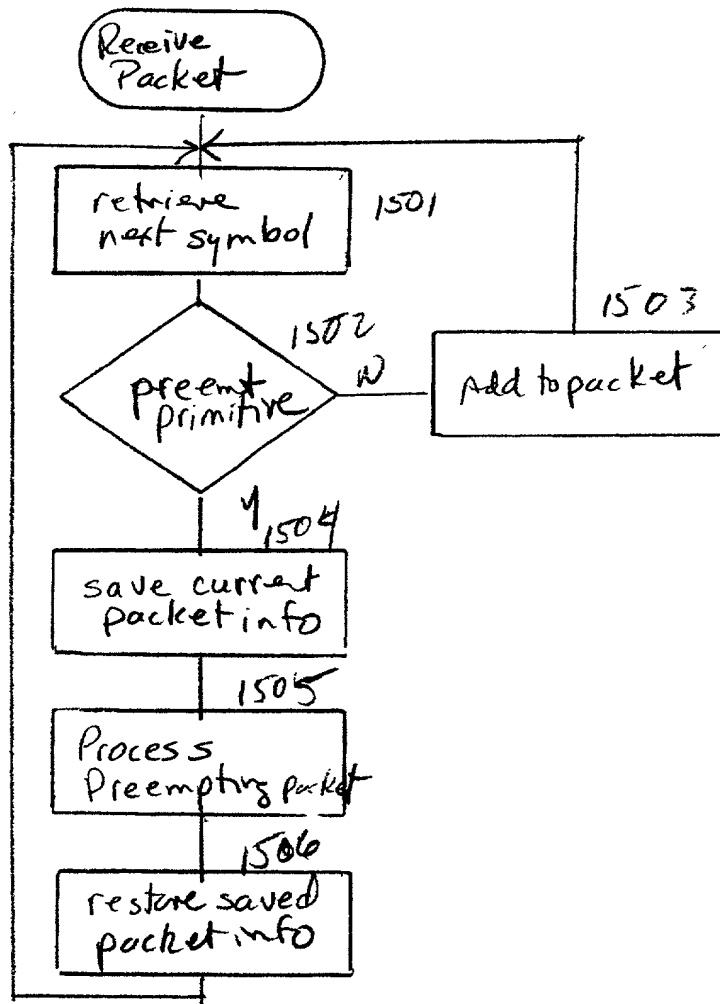 Receive
Packet
retrieve
next symbol
1501
1502
preemt
primitive
N
1503
Add to packet
Y
1504
save current
packet info
1505
Process
Preempting packet
1506
restore saved
packet info